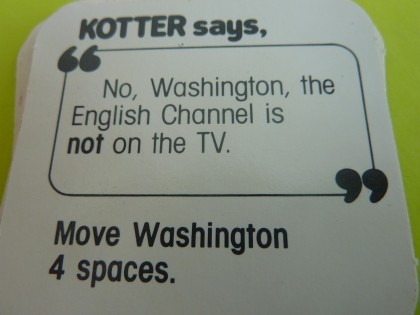 KOTTER says,
“ No, Washington, the
English Channel is
not on the TV. ”
Move Washington
4 spaces.